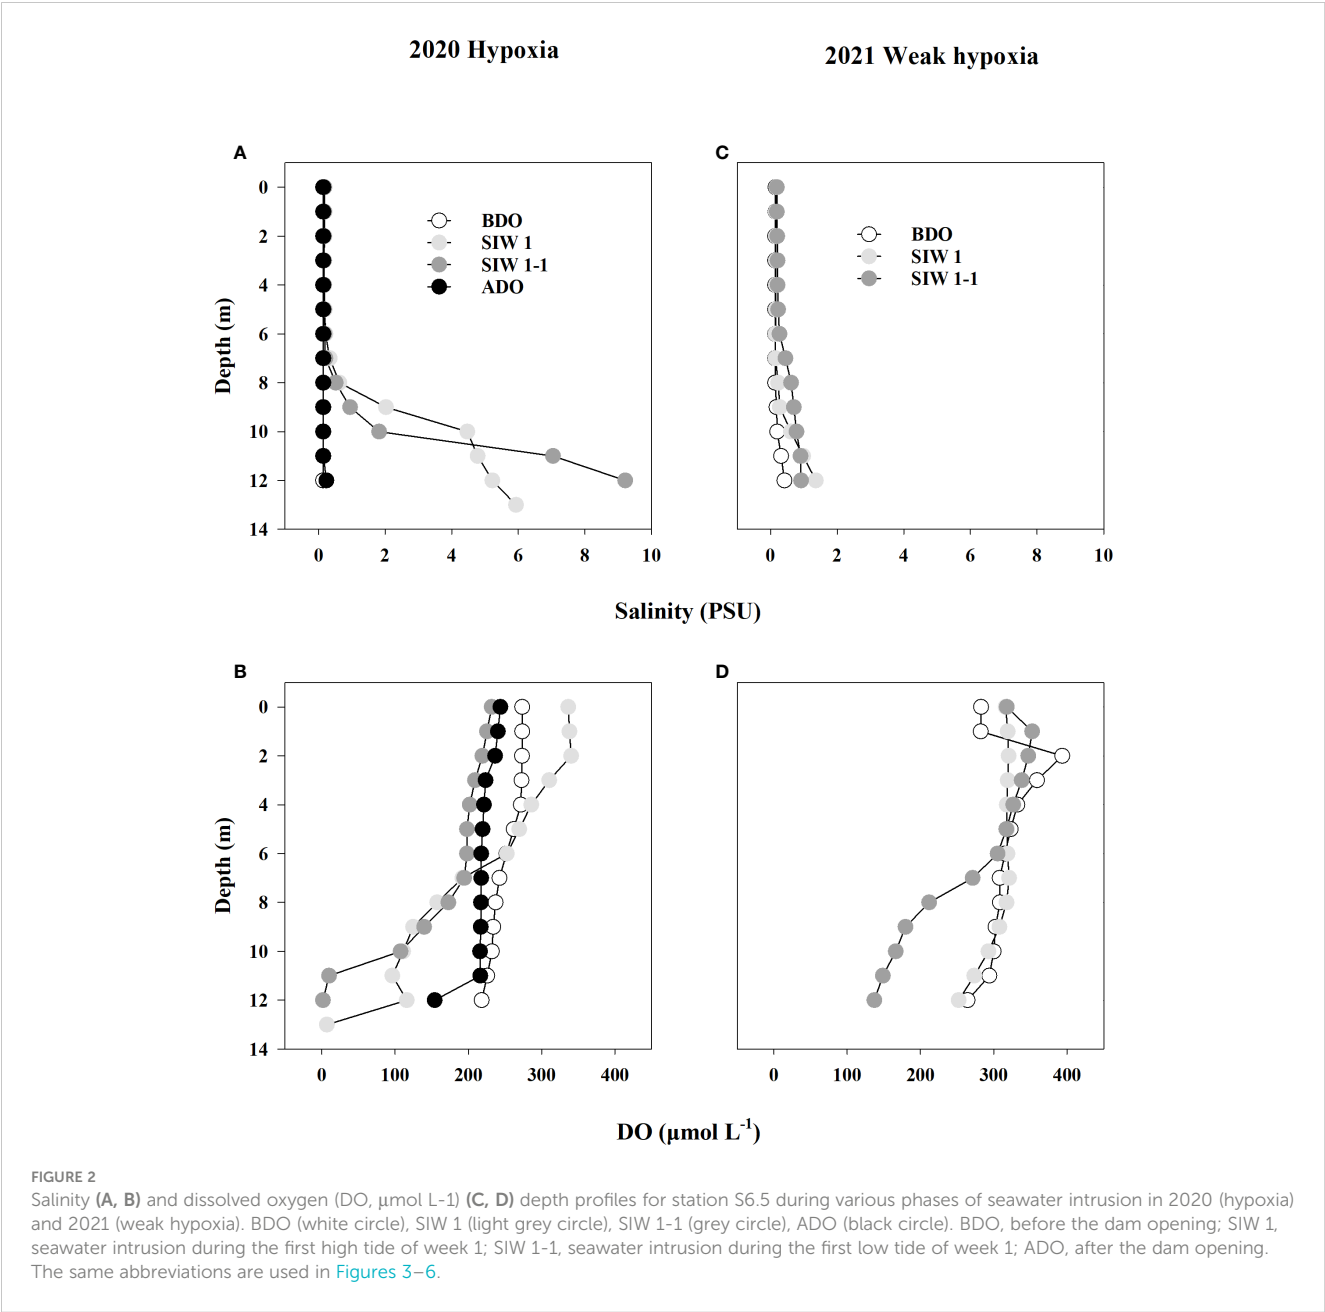 2020 Hypoxia
2021 Weak hypoxia
A
C
0
2
4
6
8
10
12
14
Depth (m)
BDO
SIW 1
SIW 1-1
ADO
BDO
SIW 1
SIW 1-1
0 2 4 6 8 10
0 2 4 6 8 10
Salinity (PSU)
B
D
0
2
4
6
8
10
12
14
Depth (m)
0 100 200 300 400
0 100 200 300 400
DO (µmol L-1)
FIGURE 2
Salinity (A, B) and dissolved oxygen (DO, µmol L-1) (C, D) depth profiles for station S6.5 during various phases of seawater intrusion in 2020 (hypoxia)
and 2021 (weak hypoxia). BDO (white circle), SIW 1 (light grey circle), SIW 1-1 (grey circle), ADO (black circle). BDO, before the dam opening; SIW 1,
seawater intrusion during the first high tide of week 1; SIW 1-1, seawater intrusion during the first low tide of week 1; ADO, after the dam opening.
The same abbreviations are used in Figures 3–6.